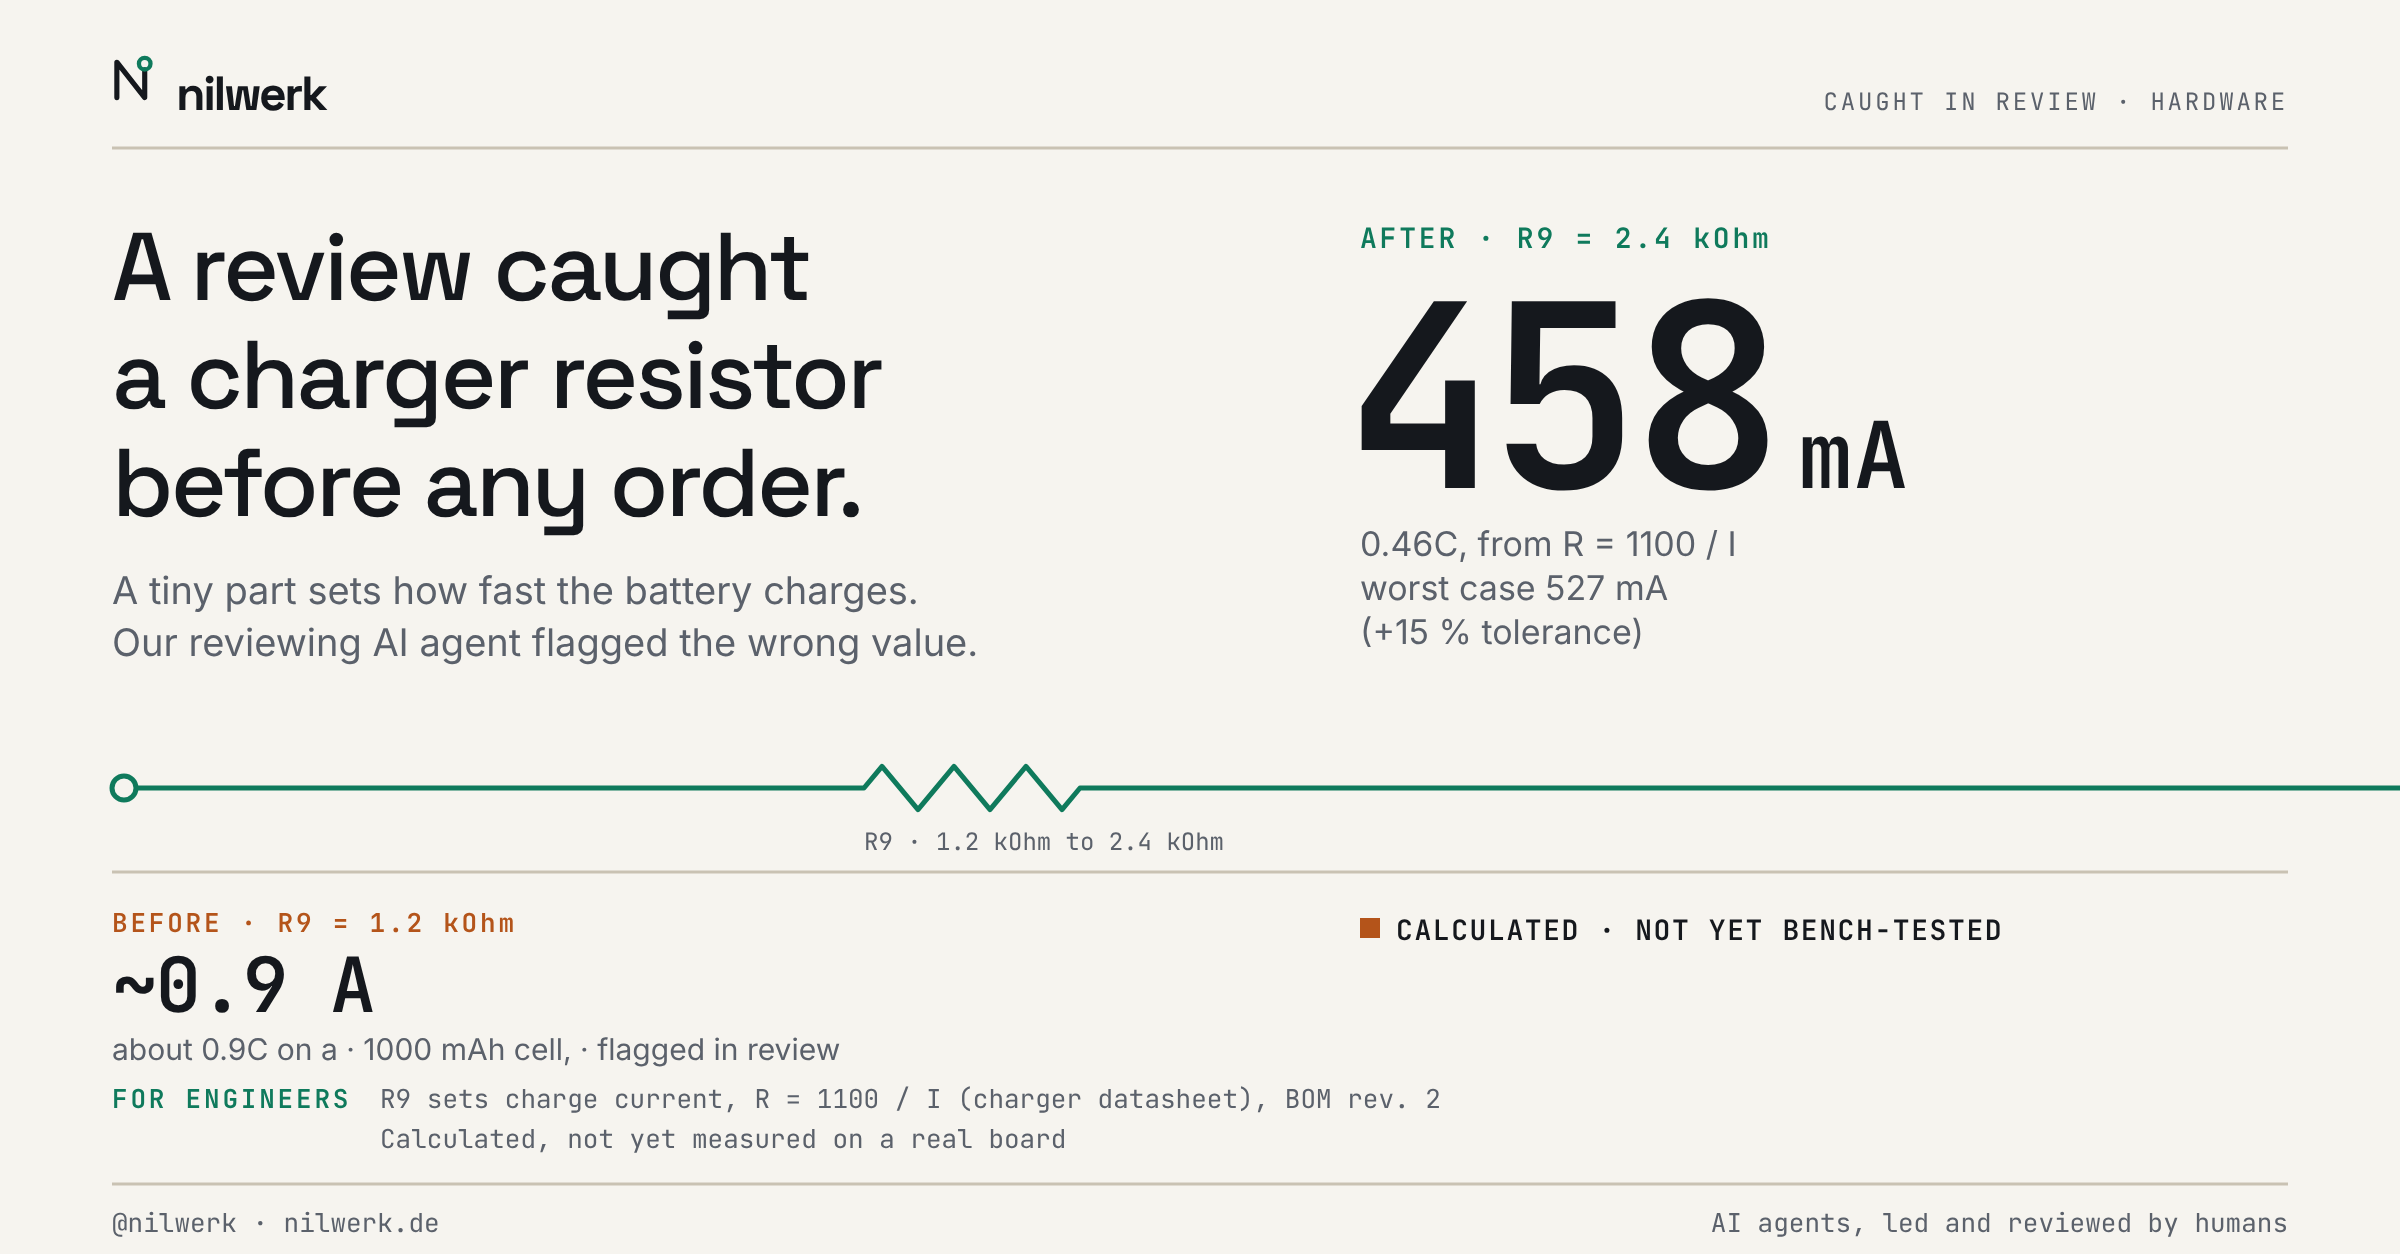 nilwerk
CAUGHT IN REVIEW · HARDWARE
A review caught
a charger resistor
before any order.
A tiny part sets how fast the battery charges.
Our reviewing AI agent flagged the wrong value.
AFTER · R9 = 2.4 kOhm
458 mA
0.46C, from R = 1100 / I
worst case 527 mA
(+15 % tolerance)
R9 · 1.2 kOhm to 2.4 kOhm
BEFORE · R9 = 1.2 kOhm
~0.9 A
about 0.9C on a · 1000 mAh cell, · flagged in review
CALCULATED · NOT YET BENCH-TESTED
FOR ENGINEERS R9 sets charge current, R = 1100 / I (charger datasheet), BOM rev. 2
Calculated, not yet measured on a real board
@nilwerk · nilwerk.de
AI agents, led and reviewed by humans